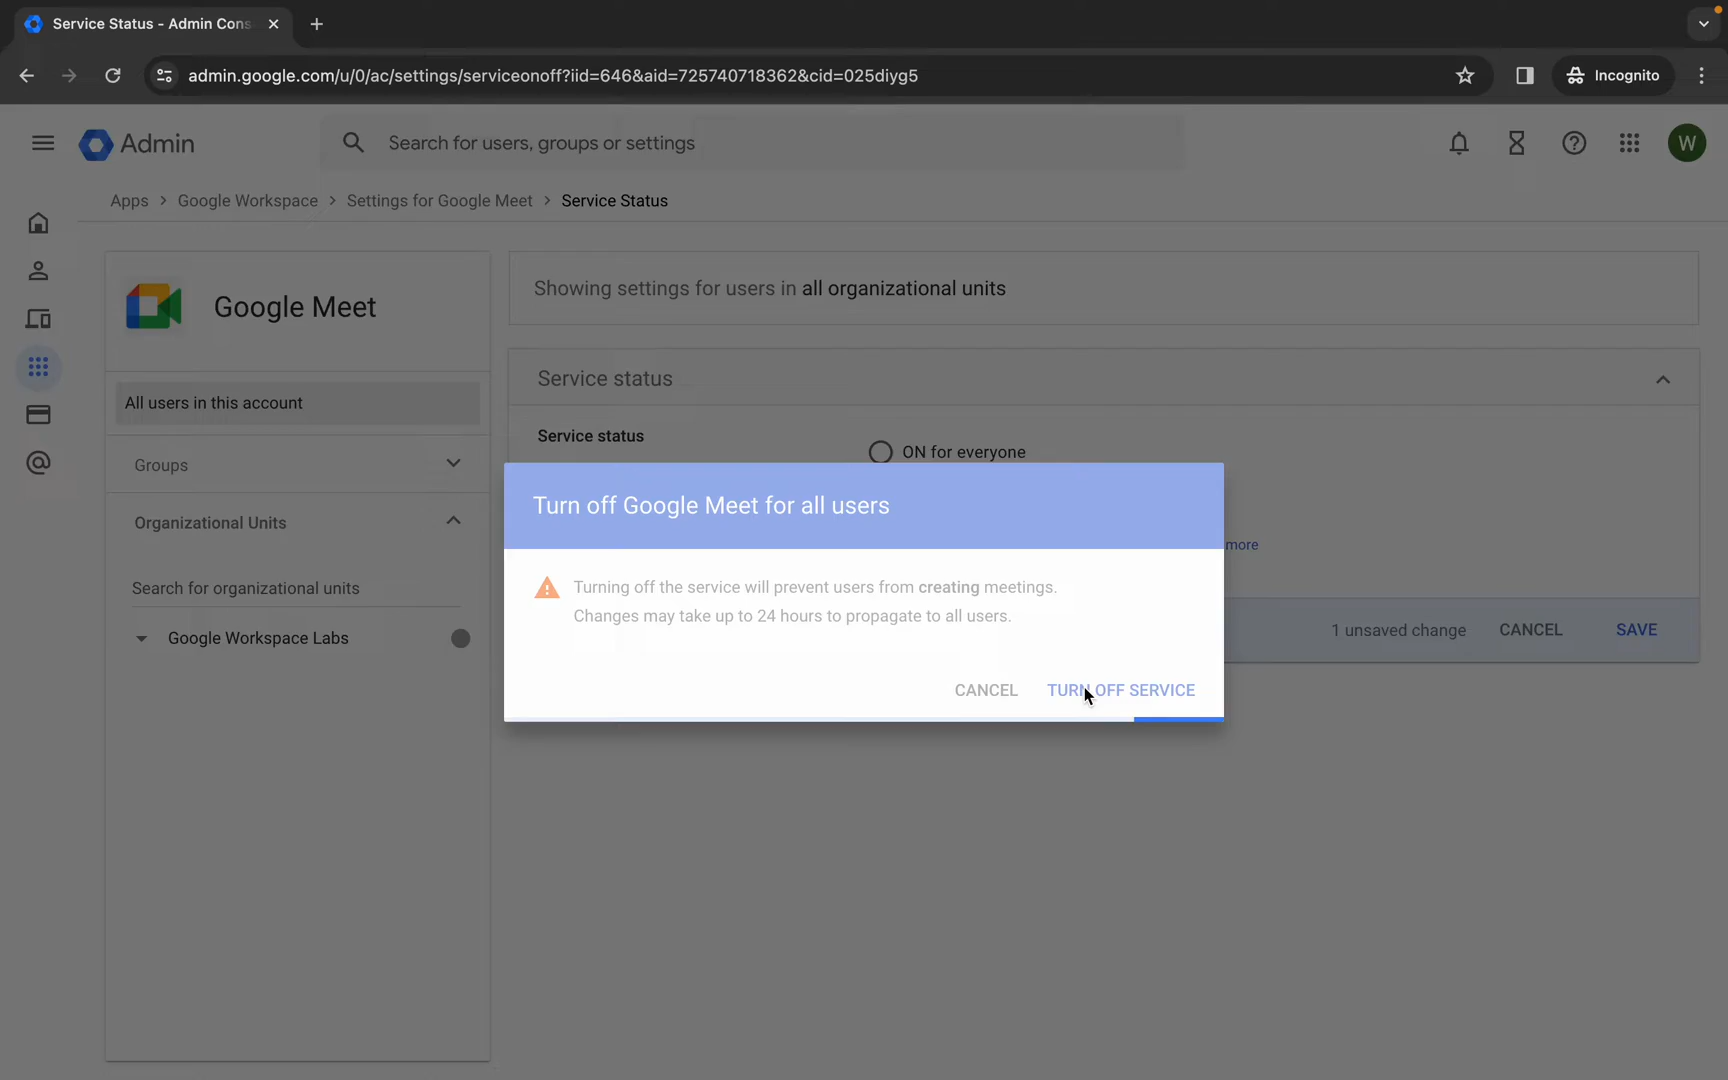 Service Status - Admin Cons
admin.google.com/u/0/ac/settings/serviceonoff?iid=646&aid=725740718362&cid=025diyg5
Incognito
Admin
Search for users, groups or settings
W
Apps > Google Workspace > Settings for Google Meet > Service Status
Google Meet
All users in this account
Groups
Organizational Units
Search for organizational units
Google Workspace Labs
Showing settings for users in all organizational units
Service status
Service status
ON for everyone
more
1 unsaved change CANCEL SAVE
Turn off Google Meet for all users
Turning off the service will prevent users from creating meetings.
Changes may take up to 24 hours to propagate to all users.
CANCEL TURN OFF SERVICE